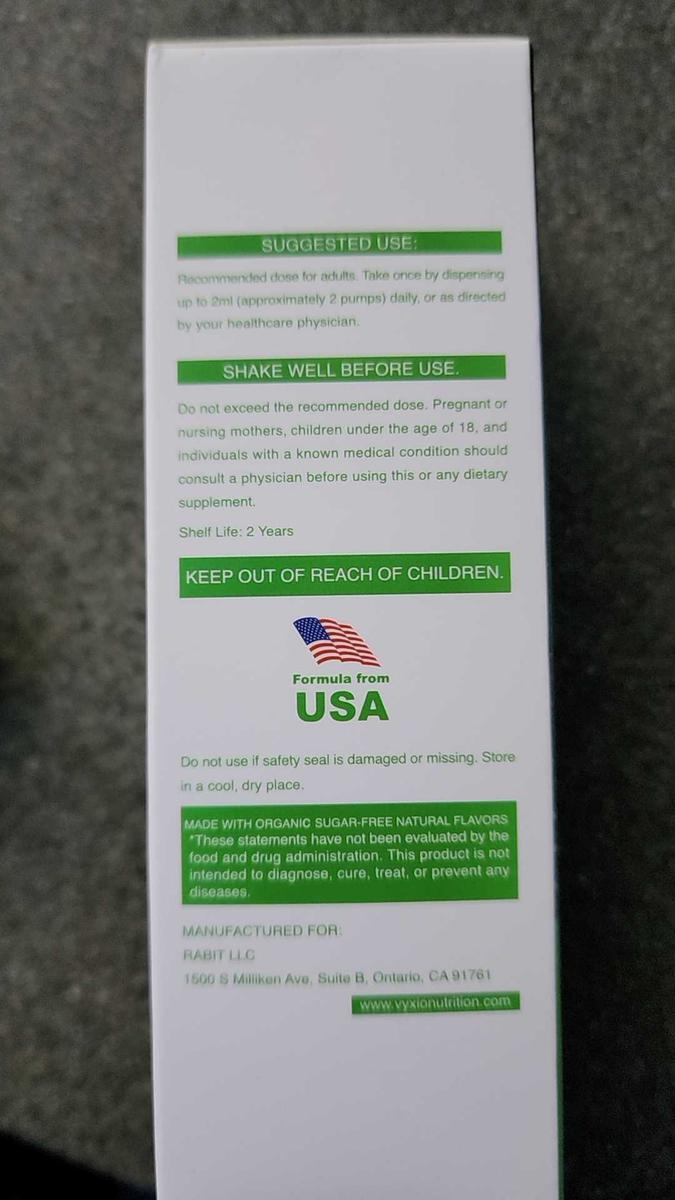 SUGGESTED USE:
Recommended dose for adults. Take once by dispensing
up to 2ml (approximately 2 pumps) daily, or as directed
by your healthcare physician.
SHAKE WELL BEFORE USE.
Do not exceed the recommended dose. Pregnant or
nursing mothers, children under the age of 18, and
individuals with a known medical condition should
consult a physician before using this or any dietary
supplement.
Shelf Life: 2 Years
KEEP OUT OF REACH OF CHILDREN.
Formula from
USA
Do not use if safety seal is damaged or missing. Store
in a cool, dry place.
MADE WITH ORGANIC SUGAR-FREE NATURAL FLAVORS
*These statements have not been evaluated by the
food and drug administration. This product is not
intended to diagnose, cure, treat, or prevent any
diseases.
MANUFACTURED FOR:
RABIT LLC
1500 S Milliken Ave, Suite B, Ontario, CA 91761
www.vyxionutrition.com